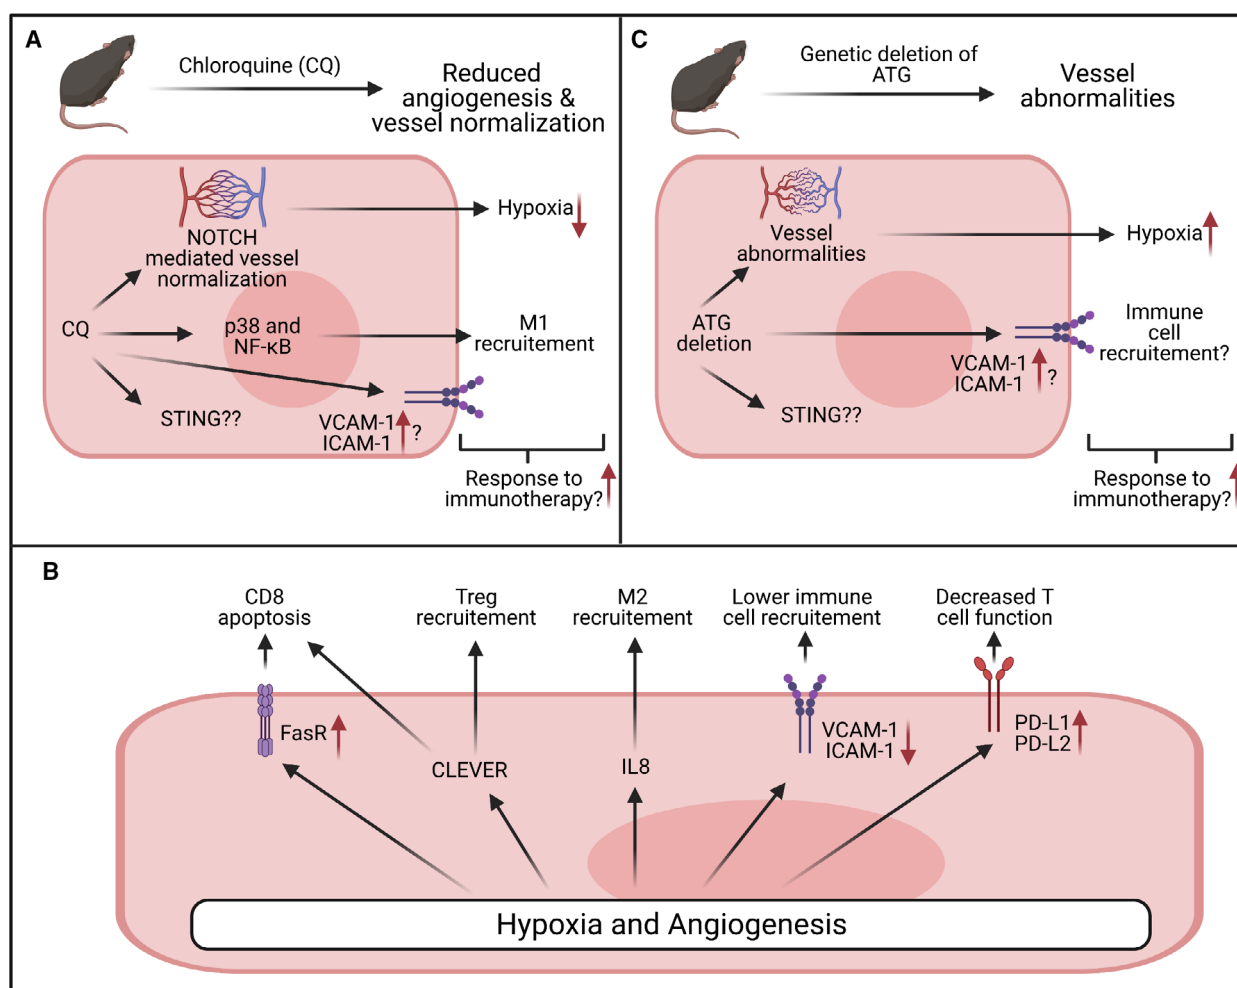 A
Chloroquine (CQ)
Reduced
angiogenesis &
vessel normalization
NOTCH
mediated vessel
normalization
Hypoxia
CQ
p38 and
NF-κB
M1
recruitement
STING??
VCAM-1
ICAM-1
?
Response to
immunotherapy?
C
Genetic deletion of
ATG
Vessel
abnormalities
Vessel
abnormalities
Hypoxia
ATG
deletion
VCAM-1
ICAM-1
?
Immune
cell
recruitement?
STING??
Response to
immunotherapy?
B
CD8
apoptosis
Treg
recruitement
M2
recruitement
Lower immune
cell recruitement
Decreased T
cell function
FasR
CLEVER
IL8
VCAM-1
ICAM-1
PD-L1
PD-L2
Hypoxia and Angiogenesis